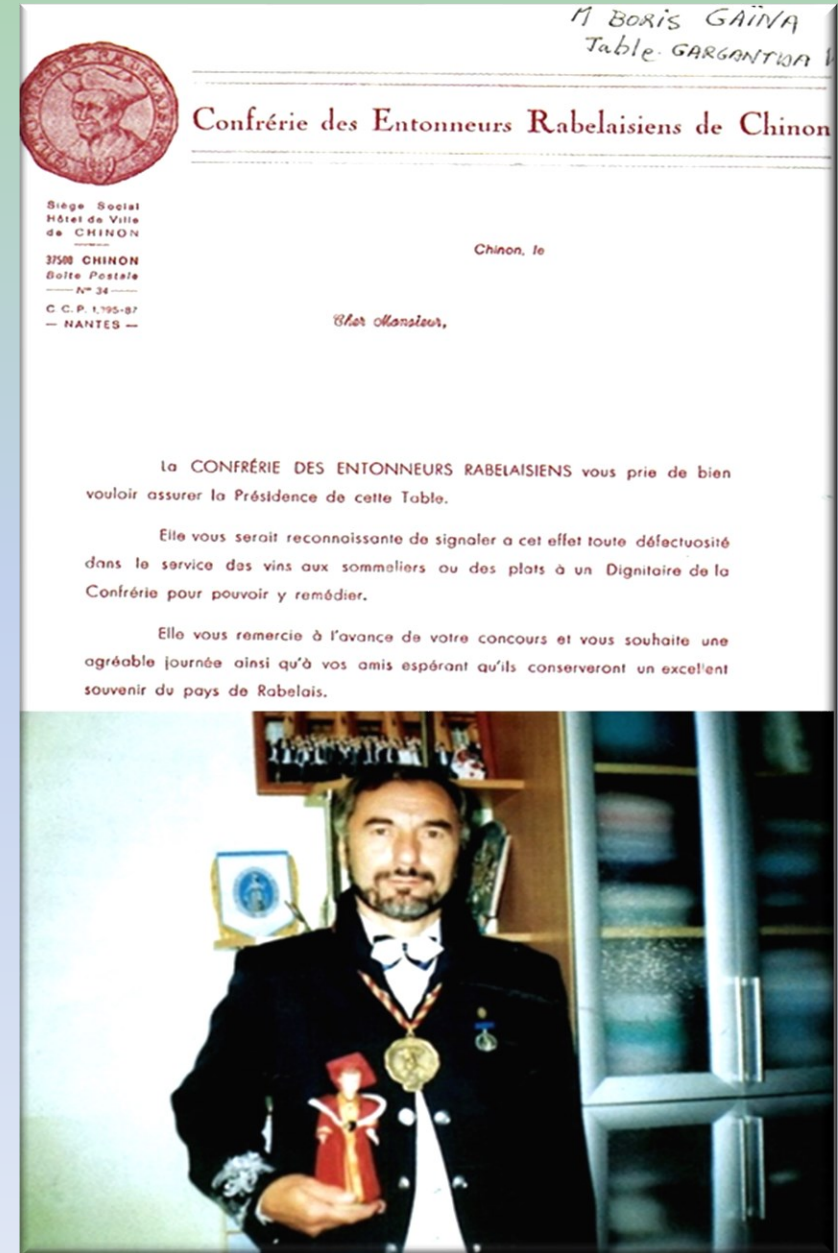 M BORIS GAÏNA
Table. GARGANTUA
Confrérie des Entonneurs Rabelaisiens de Chinon
Siège Social
Hôtel de Ville
de CHINON
37500 CHINON
Boîte Postale
N° 34
C. C. P. 1.195-87
— NANTES —
Chinon, le
Cher Monsieur,
La CONFRÉRIE DES ENTONNEURS RABELAISIENS vous prie de bien
vouloir assurer la Présidence de cette Table.
Elle vous serait reconnaissante de signaler a cet effet toute défectuosité
dans le service des vins aux sommeliers ou des plats à un Dignitaire de la
Confrérie pour pouvoir y remédier.
Elle vous remercie à l'avance de votre concours et vous souhaite une
agréable journée ainsi qu'à vos amis espérant qu'ils conserveront un excellent
souvenir du pays de Rabelais.